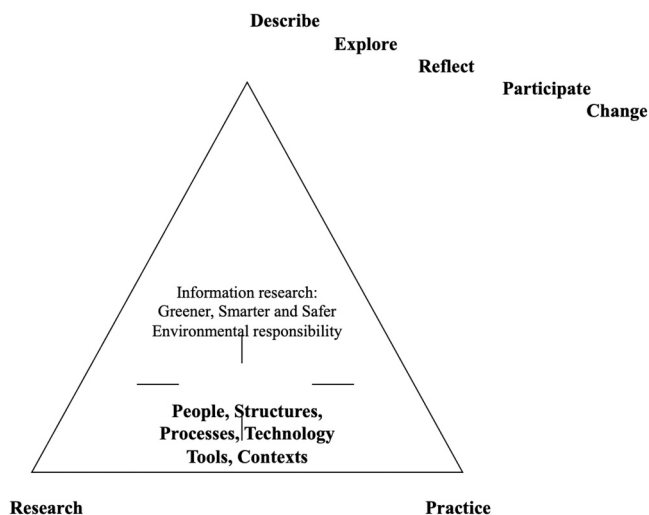 Describe
Explore
Reflect
Participate
Change
Information research:
Greener, Smarter and Safer
Environmental responsibility
People, Structures,
Processes, Technology
Tools, Contexts
Research
Practice